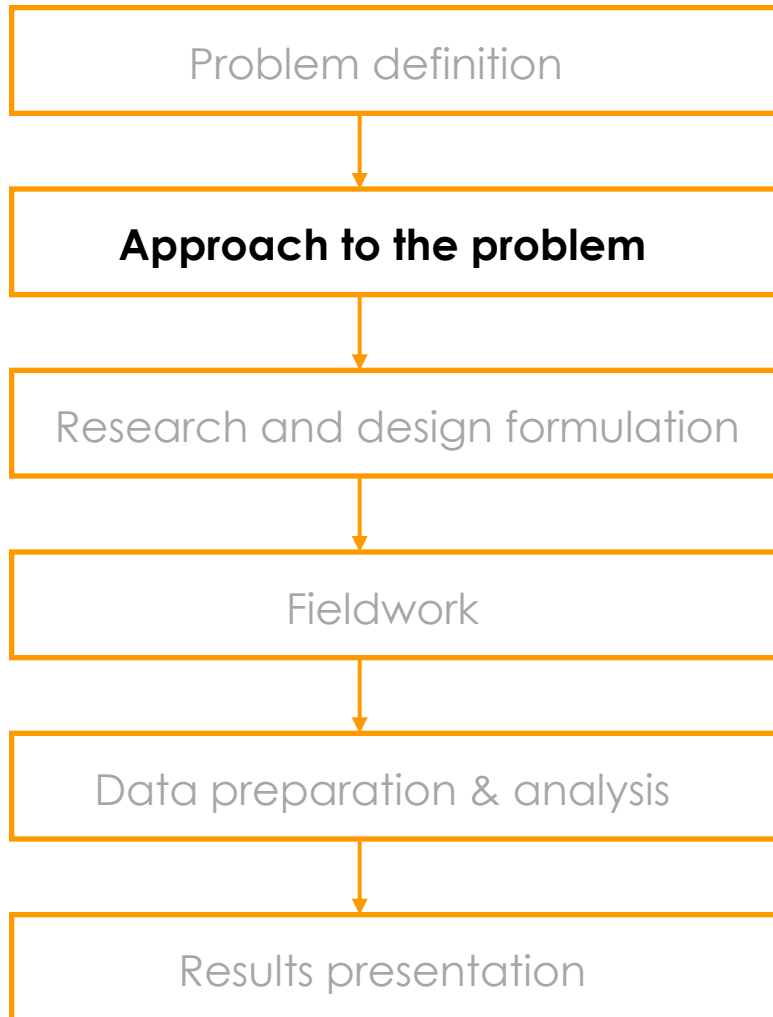 Problem definition
Approach to the problem
Research and design formulation
Fieldwork
Data preparation & analysis
Results presentation